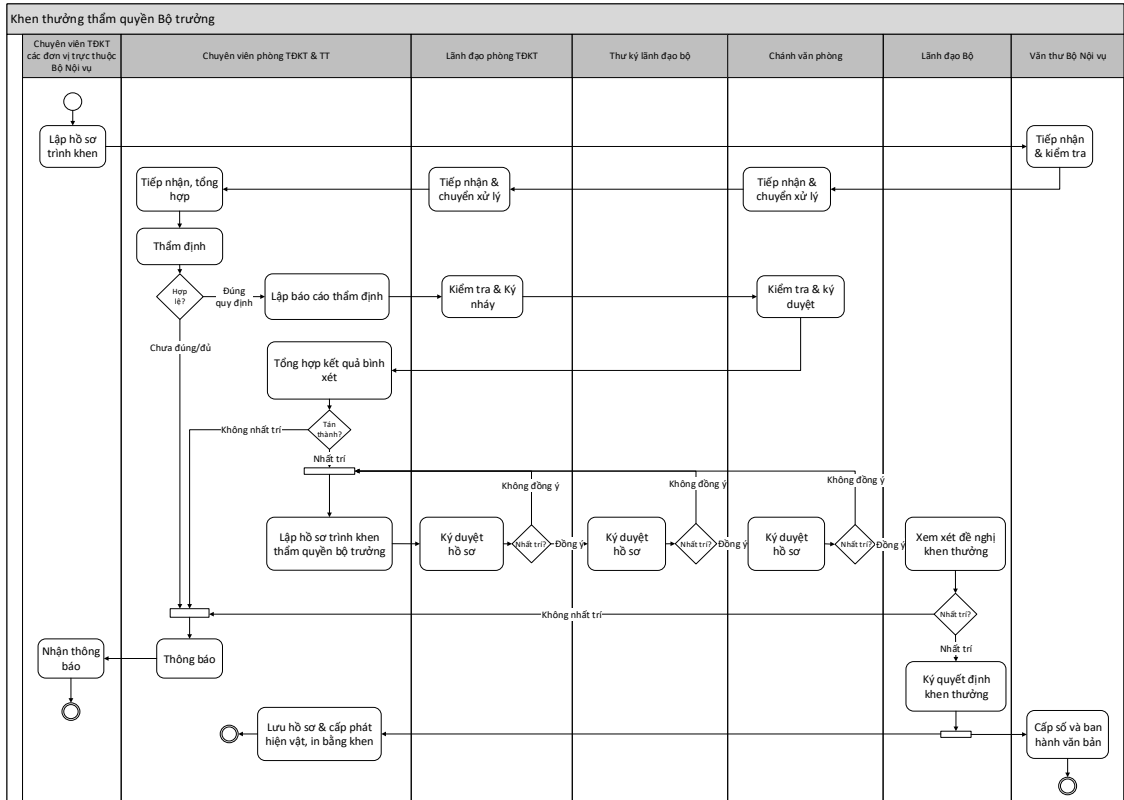 Khen thưởng thẩm quyền Bộ trưởng
Chuyên viên TĐKT
các đơn vị trực thuộc
Bộ Nội vụ
Chuyên viên phòng TĐKT & TT
Lãnh đạo phòng TĐKT
Thư ký lãnh đạo bộ
Chánh văn phòng
Lãnh đạo Bộ
Văn thư Bộ Nội vụ
Lập hồ sơ
trình khen
Tiếp nhận
& kiểm tra
Tiếp nhận, tổng
hợp
Tiếp nhận &
chuyển xử lý
Tiếp nhận &
chuyển xử lý
Thẩm định
Hợp
lệ?
Đúng
quy định
Lập báo cáo thẩm định
Kiểm tra & Ký
nháy
Kiểm tra & ký
duyệt
Chưa đúng/đủ
Tổng hợp kết quả bình
xét
Tán
thành?
Không nhất trí
Nhất trí
Không đồng ý
Không đồng ý
Không đồng ý
Lập hồ sơ trình khen
thẩm quyền bộ trưởng
Ký duyệt
hồ sơ
Nhất trí?
Đồng ý
Ký duyệt
hồ sơ
Nhất trí?
Đồng ý
Ký duyệt
hồ sơ
Nhất trí?
Đồng ý
Xem xét đề nghị
khen thưởng
Không nhất trí
Nhất trí?
Nhận thông
báo
Thông báo
Nhất trí
Ký quyết định
khen thưởng
Lưu hồ sơ & cấp phát
hiện vật, in bằng khen
Cấp số và ban
hành văn bản